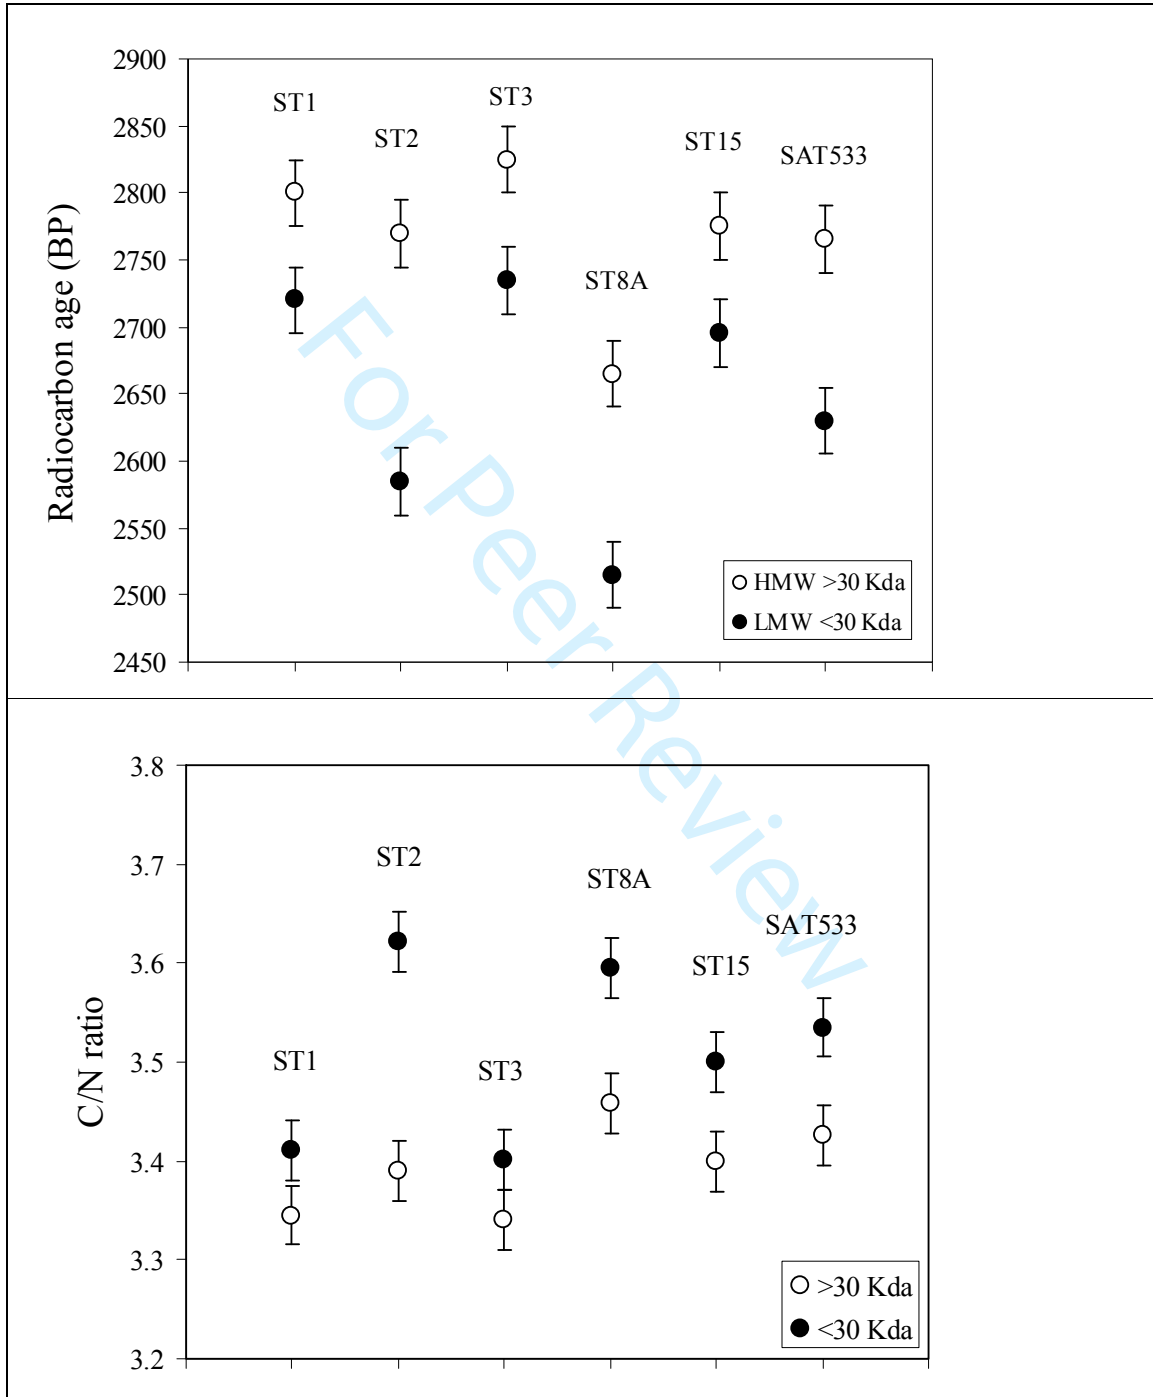 2900
2850
2800
2750
2700
2650
2600
2550
2500
2450
Radiocarbon age (BP)
ST1
ST2
ST3
ST8A
ST15
SAT533
HMW >30 Kda
LMW <30 Kda
For Peer Review
3.8
3.7
3.6
3.5
3.4
3.3
3.2
C/N ratio
ST1
ST2
ST3
ST8A
ST15
SAT533
>30 Kda
<30 Kda